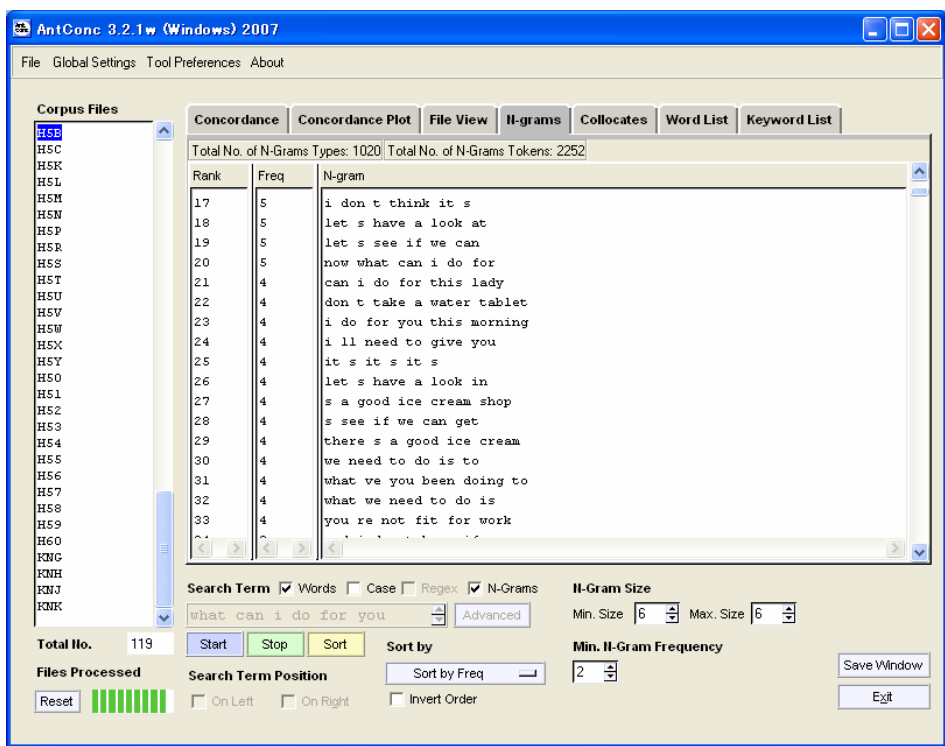 AntConc 3.2.1w (Windows) 2007
File Global Settings Tool Preferences About
Corpus Files
H5B
H5C
H5K
H5L
H5M
H5N
H5P
H5R
H5S
H5T
H5U
H5V
H5W
H5X
H5Y
H50
H51
H52
H53
H54
H55
H56
H57
H58
H59
H60
KNG
KNH
KNJ
KNK
Total No. 119
Files Processed
Reset
Concordance Concordance Plot File View N-grams Collocates Word List Keyword List
Total No. of N-Grams Types: 1020 Total No. of N-Grams Tokens: 2252
Rank Freq N-gram
17 5 i don t think it s
18 5 let s have a look at
19 5 let s see if we can
20 5 now what can i do for
21 4 can i do for this lady
22 4 don t take a water tablet
23 4 i do for you this morning
24 4 i ll need to give you
25 4 it s it s it s
26 4 let s have a look in
27 4 s a good ice cream shop
28 4 s see if we can get
29 4 there s a good ice cream
30 4 we need to do is to
31 4 what ve you been doing to
32 4 what we need to do is
33 4 you re not fit for work
Search Term Words Case Regex N-Grams
what can i do for you Advanced
Start Stop Sort
Search Term Position
On Left On Right
Sort by
Sort by Freq
Invert Order
N-Gram Size
Min. Size 6 Max. Size 6
Min. N-Gram Frequency
2
Save Window
Exit